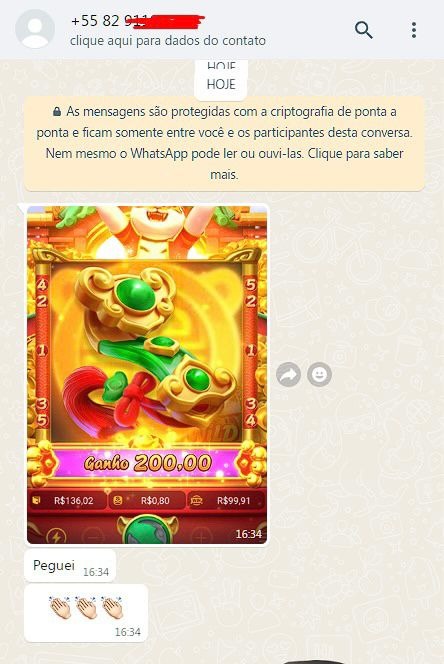 +55 82
clique aqui para dados do contato
HOJE
HOJE
As mensagens são protegidas com a criptografia de ponta a
ponta e ficam somente entre você e os participantes desta conversa.
Nem mesmo o WhatsApp pode ler ou ouvi-las. Clique para saber
mais.
4 5
2 2
1 1
3 3
5 4
Ganho 200,00
R$136,02 R$0,80 R$99,91
16:34
Peguei 16:34
16:34